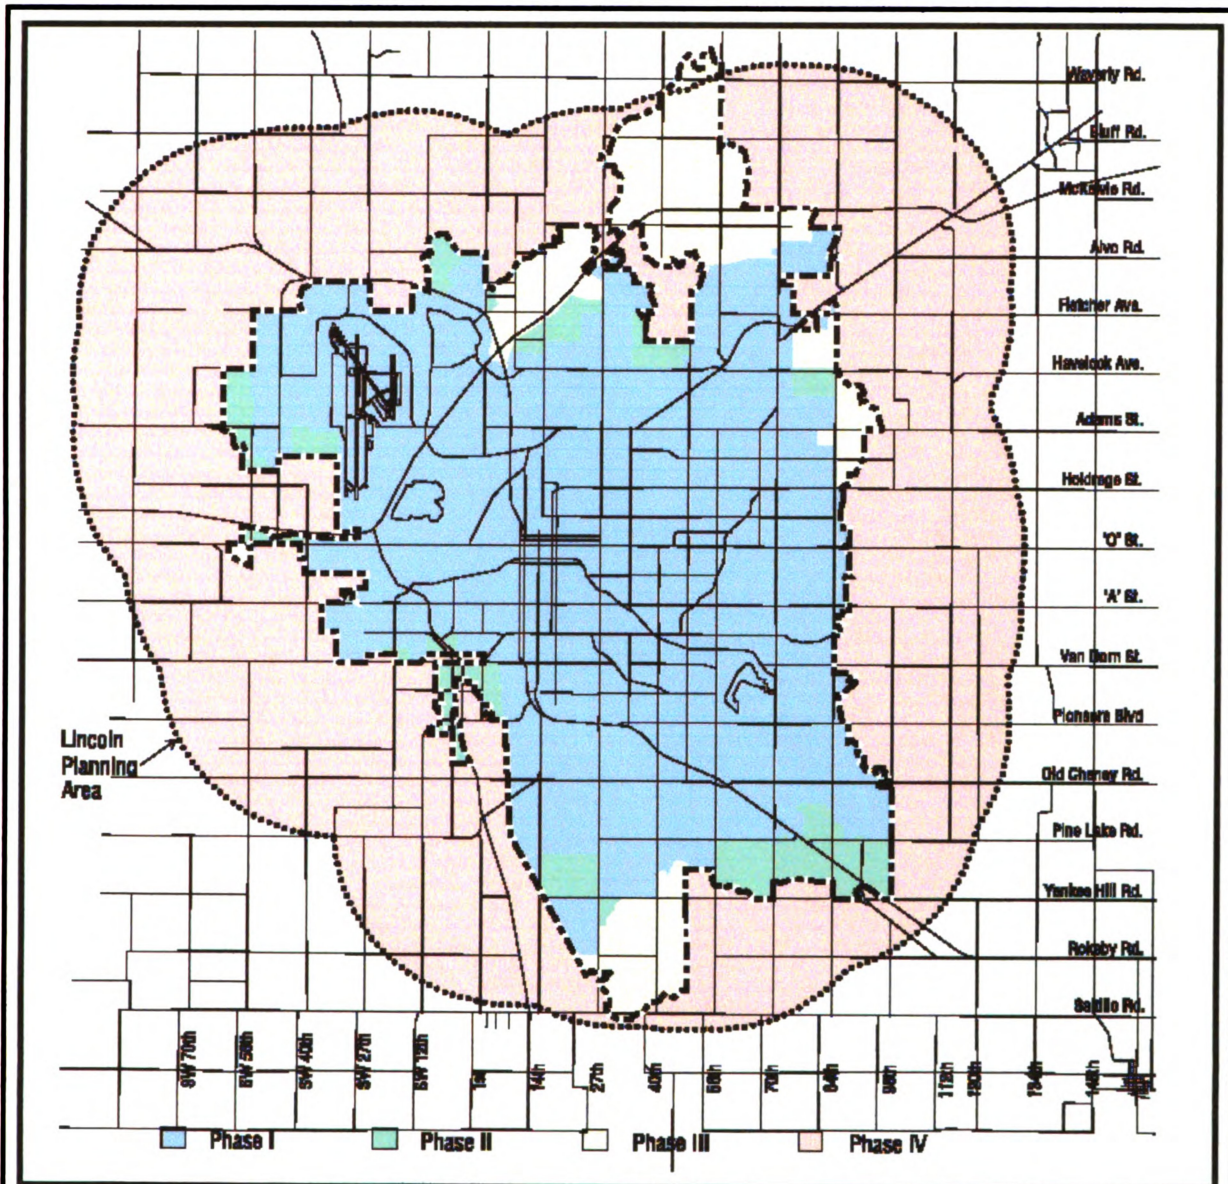 Waverly Rd.
Bluff Rd.
McKelvie Rd.
Alvo Rd.
Fletcher Ave.
Havelock Ave.
Adams St.
Holdrege St.
'O' St.
'A' St.
Van Dorn St.
Pioneers Blvd
Lincoln
Planning
Area
Old Cheney Rd.
Pine Lake Rd.
Yankee Hill Rd.
Rokeby Rd.
Saltillo Rd.
SW 70th
SW 56th
SW 40th
SW 27th
SW 12th
1st
14th
27th
40th
56th
70th
84th
98th
112th
120th
134th
148th
Phase I
Phase II
Phase III
Phase IV